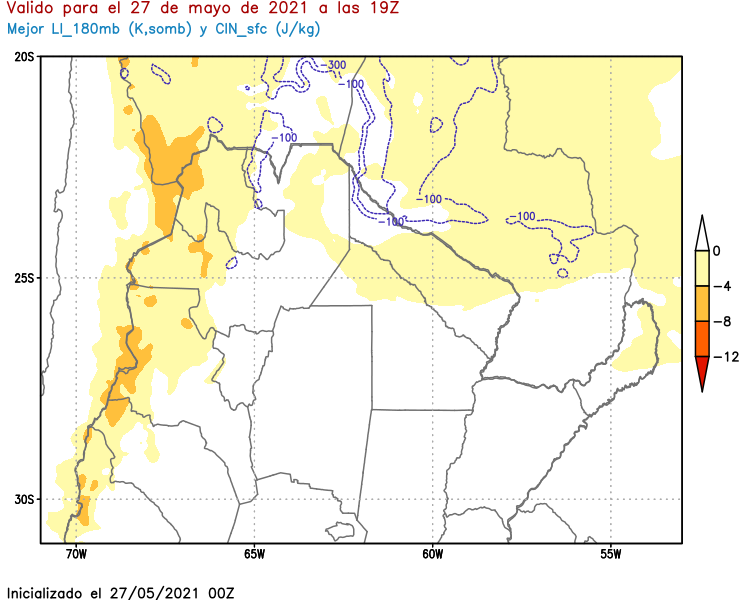 Valido para el 27 de mayo de 2021 a las 19Z
Mejor LI_180mb (K,somb) y CIN_sfc (J/kg)
20S
25S
30S
70W
65W
60W
55W
-300
-100
-100
-100
-100
-100
0
-4
-8
-12
Inicializado el 27/05/2021 00Z